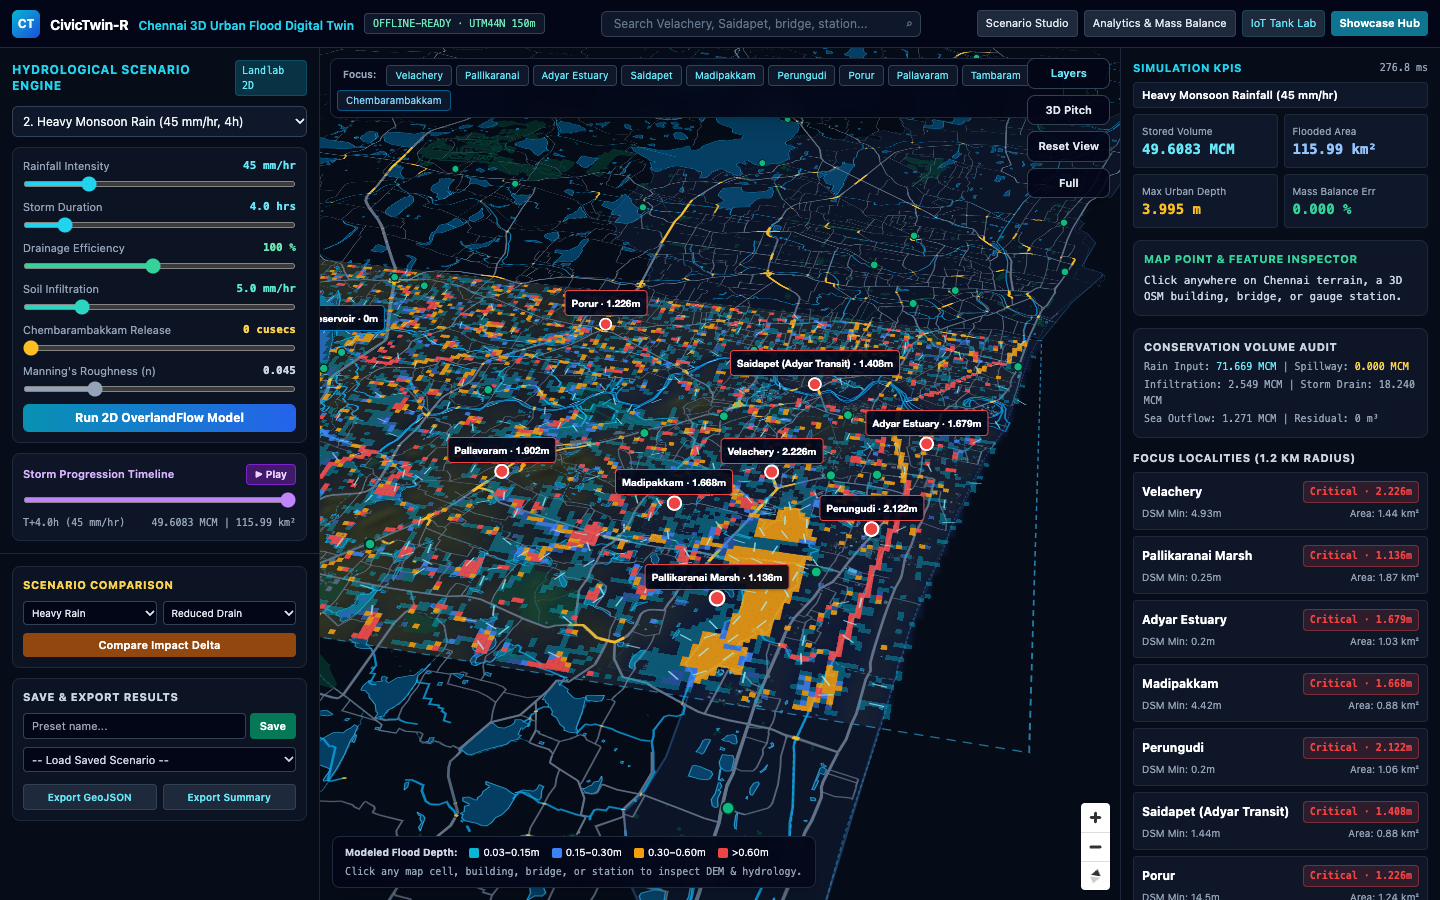 CT
CivicTwin-R
Chennai 3D Urban Flood Digital Twin
OFFLINE-READY · UTM44N 150m
Search Velachery, Saidapet, bridge, station...
Scenario Studio
Analytics & Mass Balance
IoT Tank Lab
Showcase Hub
HYDROLOGICAL SCENARIO
ENGINE
Landlab
2D
2. Heavy Monsoon Rain (45 mm/hr, 4h)
Rainfall Intensity 45 mm/hr
Storm Duration 4.0 hrs
Drainage Efficiency 100 %
Soil Infiltration 5.0 mm/hr
Chembarambakkam Release 0 cusecs
Manning's Roughness (n) 0.045
Run 2D OverlandFlow Model
Storm Progression Timeline ▶ Play
T+4.0h (45 mm/hr) 49.6083 MCM | 115.99 km²
SCENARIO COMPARISON
Heavy Rain Reduced Drain
Compare Impact Delta
SAVE & EXPORT RESULTS
Preset name... Save
-- Load Saved Scenario --
Export GeoJSON Export Summary
Focus: Velachery Pallikaranai Adyar Estuary Saidapet Madipakkam Perungudi Porur Pallavaram Tambaram
Chembarambakkam
Layers
3D Pitch
Reset View
Full
Porur · 1.226m
eservoir · 0m
Saidapet (Adyar Transit) · 1.408m
Adyar Estuary · 1.679m
Pallavaram · 1.902m
Velachery · 2.226m
Madipakkam · 1.668m
Perungudi · 2.122m
Pallikaranai Marsh · 1.136m
Modeled Flood Depth: 0.03–0.15m 0.15–0.30m 0.30–0.60m >0.60m
Click any map cell, building, bridge, or station to inspect DEM & hydrology.
SIMULATION KPIS 276.8 ms
Heavy Monsoon Rainfall (45 mm/hr)
Stored Volume
49.6083 MCM
Flooded Area
115.99 km²
Max Urban Depth
3.995 m
Mass Balance Err
0.000 %
MAP POINT & FEATURE INSPECTOR
Click anywhere on Chennai terrain, a 3D
OSM building, bridge, or gauge station.
CONSERVATION VOLUME AUDIT
Rain Input: 71.669 MCM | Spillway: 0.000 MCM
Infiltration: 2.549 MCM | Storm Drain: 18.240
MCM
Sea Outflow: 1.271 MCM | Residual: 0 m³
FOCUS LOCALITIES (1.2 KM RADIUS)
Velachery Critical · 2.226m
DSM Min: 4.93m Area: 1.44 km²
Pallikaranai Marsh Critical · 1.136m
DSM Min: 0.25m Area: 1.87 km²
Adyar Estuary Critical · 1.679m
DSM Min: 0.2m Area: 1.03 km²
Madipakkam Critical · 1.668m
DSM Min: 4.42m Area: 0.88 km²
Perungudi Critical · 2.122m
DSM Min: 0.2m Area: 1.06 km²
Saidapet (Adyar Transit) Critical · 1.408m
DSM Min: 1.44m Area: 0.88 km²
Porur Critical · 1.226m
DSM Min: 14.5m Area: 1.24 km²